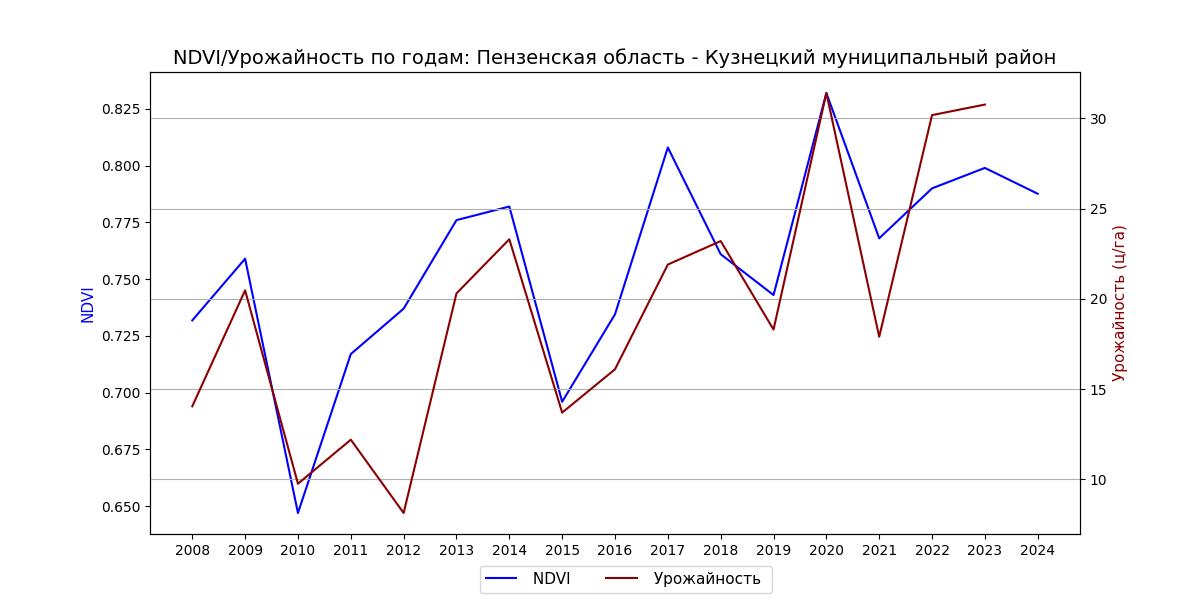 NDVI/Урожайность по годам: Пензенская область - Кузнецкий муниципальный район
0.825
0.800
0.775
0.750
0.725
0.700
0.675
0.650
NDVI
30
25
20
15
10
Урожайность (ц/га)
2008 2009 2010 2011 2012 2013 2014 2015 2016 2017 2018 2019 2020 2021 2022 2023 2024
NDVI Урожайность